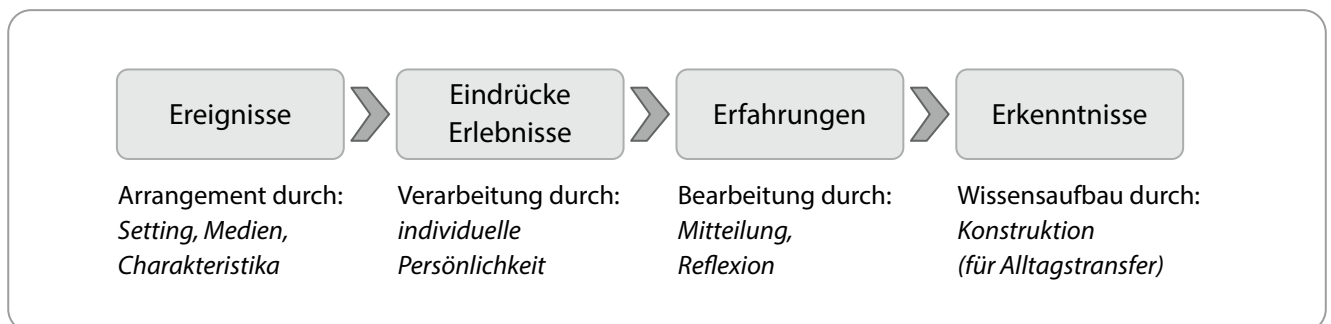 Ereignisse
Eindrücke
Erlebnisse
Erfahrungen
Erkenntnisse
Arrangement durch:
Setting, Medien,
Charakteristika
Verarbeitung durch:
individuelle
Persönlichkeit
Bearbeitung durch:
Mitteilung,
Reflexion
Wissensaufbau durch:
Konstruktion
(für Alltagstransfer)